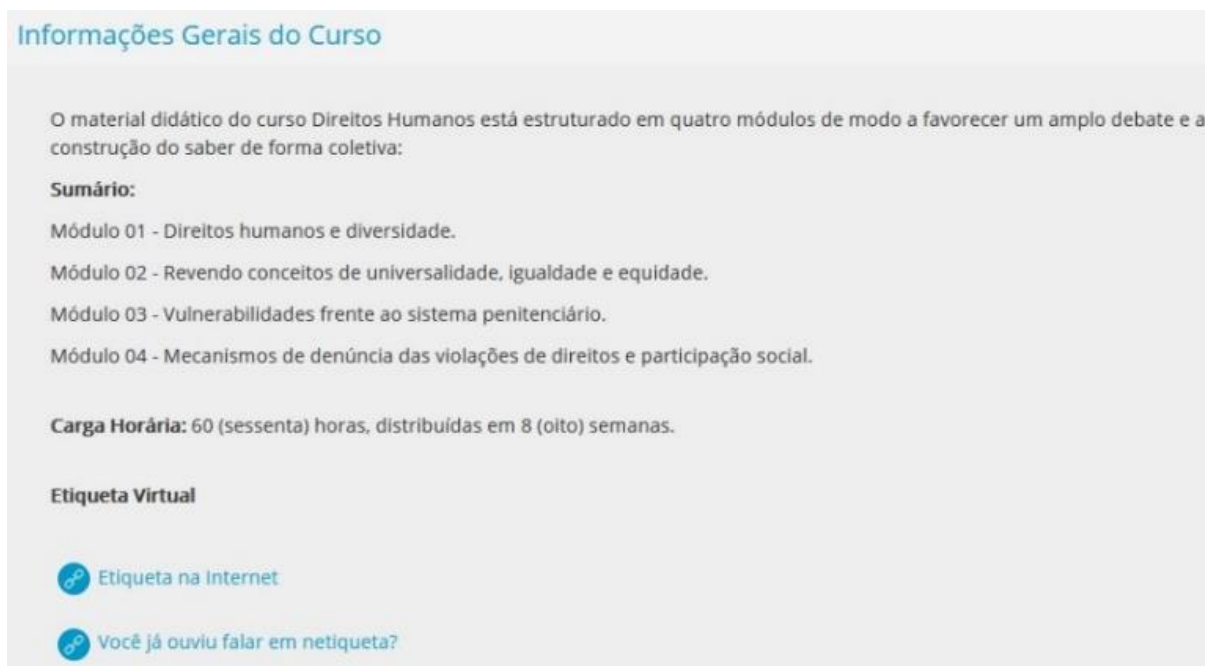 Informações Gerais do Curso
O material didático do curso Direitos Humanos está estruturado em quatro módulos de modo a favorecer um amplo debate e a
construção do saber de forma coletiva:
Sumário:
Módulo 01 - Direitos humanos e diversidade.
Módulo 02 - Revendo conceitos de universalidade, igualdade e equidade.
Módulo 03 - Vulnerabilidades frente ao sistema penitenciário.
Módulo 04 - Mecanismos de denúncia das violações de direitos e participação social.
Carga Horária: 60 (sessenta) horas, distribuídas em 8 (oito) semanas.
Etiqueta Virtual
Etiqueta na Internet
Você já ouviu falar em netiqueta?